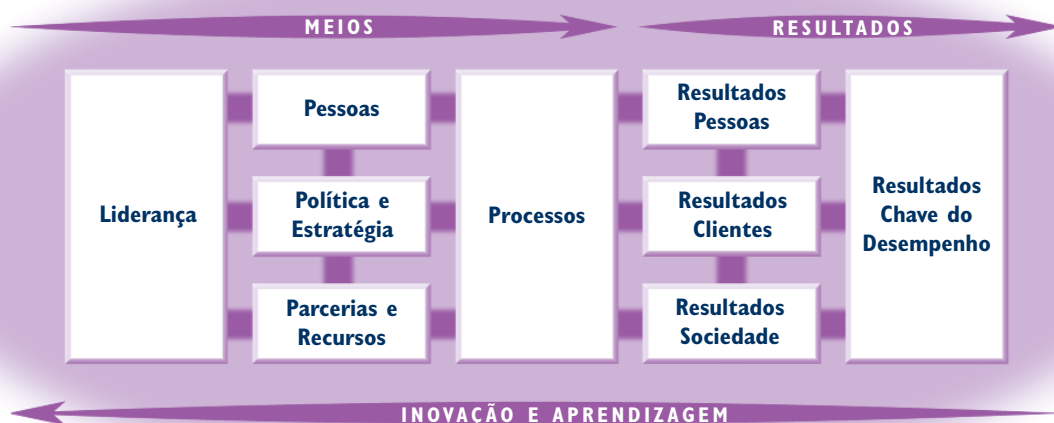 MEIOS
RESULTADOS
Liderança
Pessoas
Política e
Estratégia
Parcerias e
Recursos
Processos
Resultados
Pessoas
Resultados
Clientes
Resultados
Sociedade
Resultados
Chave do
Desempenho
INOVAÇÃO E APRENDIZAGEM